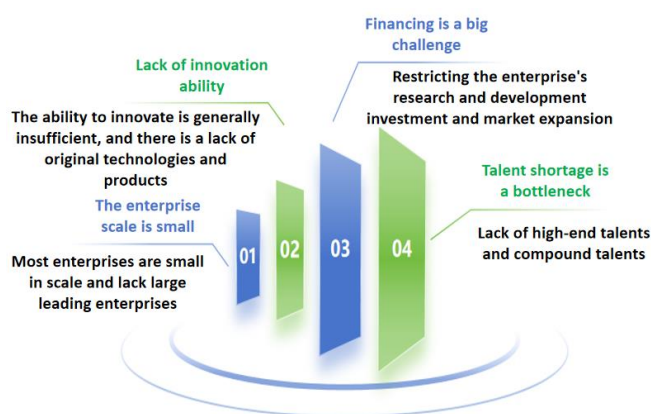 The enterprise
scale is small
Most enterprises are small
in scale and lack large
leading enterprises
01
Lack of innovation
ability
The ability to innovate is generally
insufficient, and there is a lack of
original technologies and
products
02
Financing is a big
challenge
Restricting the enterprise's
research and development
investment and market expansion
03
Talent shortage is
a bottleneck
Lack of high-end talents
and compound talents
04